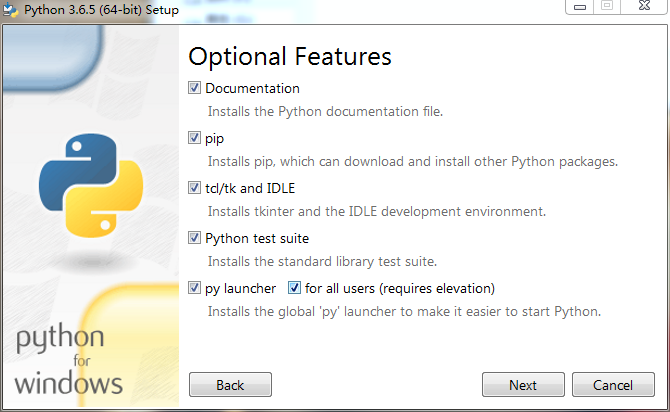 Python 3.6.5 (64-bit) Setup
Optional Features
Documentation
Installs the Python documentation file.
pip
Installs pip, which can download and install other Python packages.
tcl/tk and IDLE
Installs tkinter and the IDLE development environment.
Python test suite
Installs the standard library test suite.
py launcher for all users (requires elevation)
Installs the global 'py' launcher to make it easier to start Python.
python
for
windows
Back Next Cancel